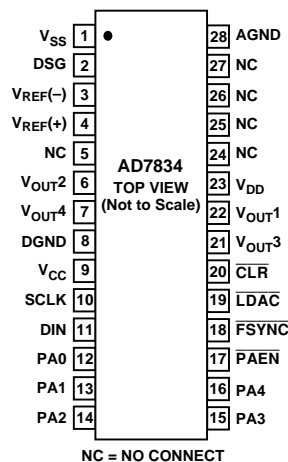 VSS 1 28 AGND
DSG 2 27 NC
VREF(–) 3 26 NC
VREF(+) 4 25 NC
NC 5 24 NC
AD7834
TOP VIEW
(Not to Scale)
VOUT2 6 23 VDD
VOUT4 7 22 VOUT1
DGND 8 21 VOUT3
VCC 9 20 CLR
SCLK 10 19 LDAC
DIN 11 18 FSYNC
PA0 12 17 PAEN
PA1 13 16 PA4
PA2 14 15 PA3
NC = NO CONNECT